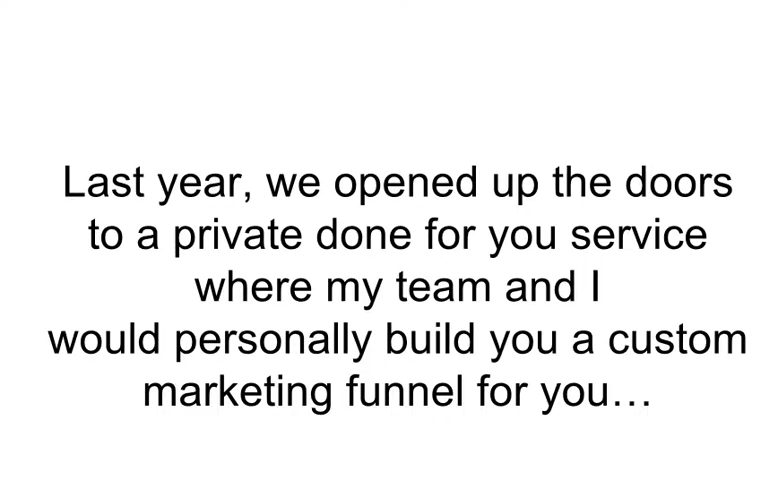 Last year, we opened up the doors
to a private done for you service
where my team and I
would personally build you a custom
marketing funnel for you…